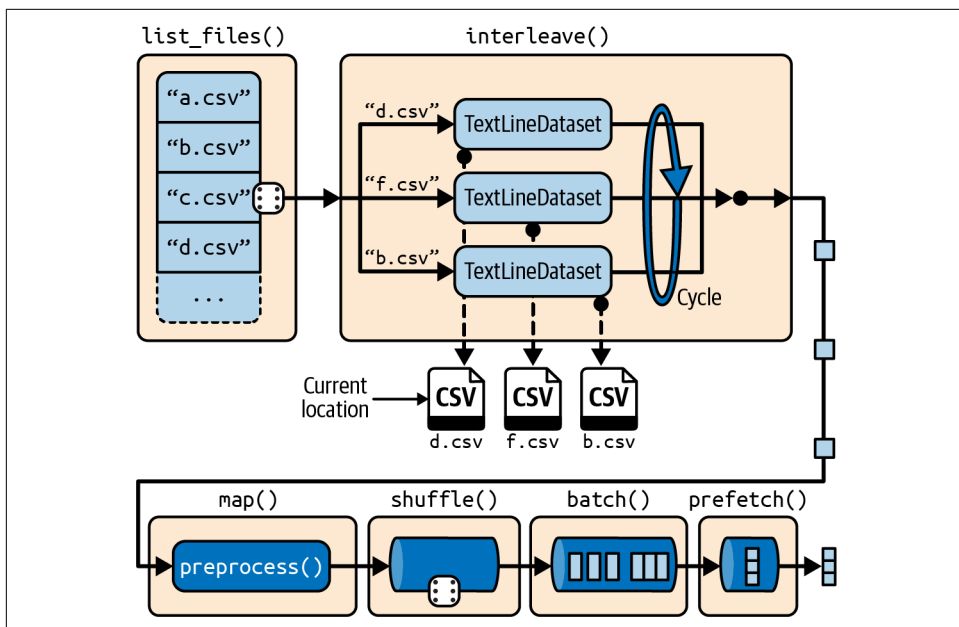 list_files()
interleave()
“a.csv”
“b.csv”
“c.csv”
“d.csv”
...
“d.csv”
TextLineDataset
“f.csv”
TextLineDataset
“b.csv”
TextLineDataset
Cycle
Current
location
CSV
CSV
CSV
d.csv
f.csv
b.csv
map()
shuffle()
batch()
prefetch()
preprocess()